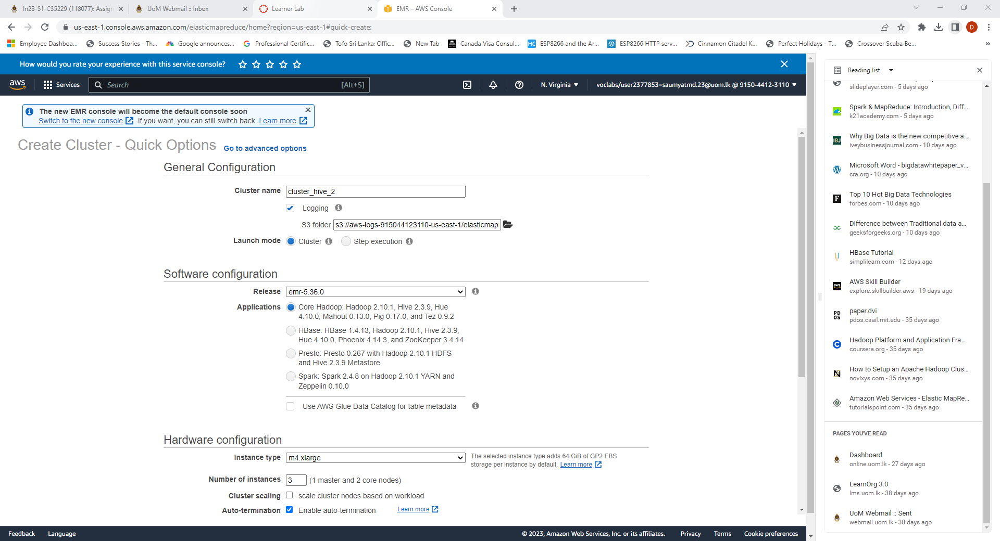 In23-S1-CS5229 (118077): Assign
UoM Webmail :: Inbox
Learner Lab
EMR – AWS Console
us-east-1.console.aws.amazon.com/elasticmapreduce/home?region=us-east-1#quick-create:
D
Employee Dashboa...
Success Stories - Th...
Google announces...
Professional Certific...
Tofo Sri Lanka: Offic...
New Tab
Canada Visa Consul...
MC
ESP8266 and the Ar...
ESP8266 HTTP serv...
Cinnamon Citadel K...
Perfect Holidays - T...
Crossover Scuba Be...
»
How would you rate your experience with this service console?
aws
Services
Search
[Alt+S]
N. Virginia
voclabs/user2377853=saumyatmd.23@uom.lk @ 9150-4412-3110
The new EMR console will become the default console soon
Switch to the new console . If you want, you can still switch back. Learn more
Create Cluster - Quick Options
Go to advanced options
General Configuration
Cluster name
cluster_hive_2
Logging
S3 folder
s3://aws-logs-915044123110-us-east-1/elasticmap
Launch mode
Cluster
Step execution
Software configuration
Release
emr-5.36.0
Applications
Core Hadoop: Hadoop 2.10.1, Hive 2.3.9, Hue
4.10.0, Mahout 0.13.0, Pig 0.17.0, and Tez 0.9.2
HBase: HBase 1.4.13, Hadoop 2.10.1, Hive 2.3.9,
Hue 4.10.0, Phoenix 4.14.3, and ZooKeeper 3.4.14
Presto: Presto 0.267 with Hadoop 2.10.1 HDFS
and Hive 2.3.9 Metastore
Spark: Spark 2.4.8 on Hadoop 2.10.1 YARN and
Zeppelin 0.10.0
Use AWS Glue Data Catalog for table metadata
Hardware configuration
Instance type
m4.xlarge
The selected instance type adds 64 GiB of GP2 EBS
storage per instance by default. Learn more
Number of instances
3
(1 master and 2 core nodes)
Cluster scaling
scale cluster nodes based on workload
Auto-termination
Enable auto-termination
Learn more
Feedback
Language
© 2023, Amazon Web Services, Inc. or its affiliates.
Privacy
Terms
Cookie preferences
Reading list
slideplayer.com - 5 days ago
Spark & MapReduce: Introduction, Diff...
k21academy.com - 5 days ago
IBJ
Why Big Data is the new competitive a...
iveybusinessjournal.com - 10 days ago
Microsoft Word - bigdatawhitepaper_v...
cra.org - 10 days ago
F
Top 10 Hot Big Data Technologies
forbes.com - 10 days ago
Difference between Traditional data a...
geeksforgeeks.org - 10 days ago
HBase Tutorial
simplilearn.com - 12 days ago
aws
AWS Skill Builder
explore.skillbuilder.aws - 19 days ago
PD
OS
paper.dvi
pdos.csail.mit.edu - 35 days ago
C
Hadoop Platform and Application Fra...
coursera.org - 35 days ago
N
How to Setup an Apache Hadoop Clus...
novixys.com - 35 days ago
Amazon Web Services - Elastic MapRe...
tutorialspoint.com - 35 days ago
PAGES YOU'VE READ
Dashboard
online.uom.lk - 27 days ago
LearnOrg 3.0
lms.uom.lk - 38 days ago
UoM Webmail :: Sent
webmail.uom.lk - 38 days ago